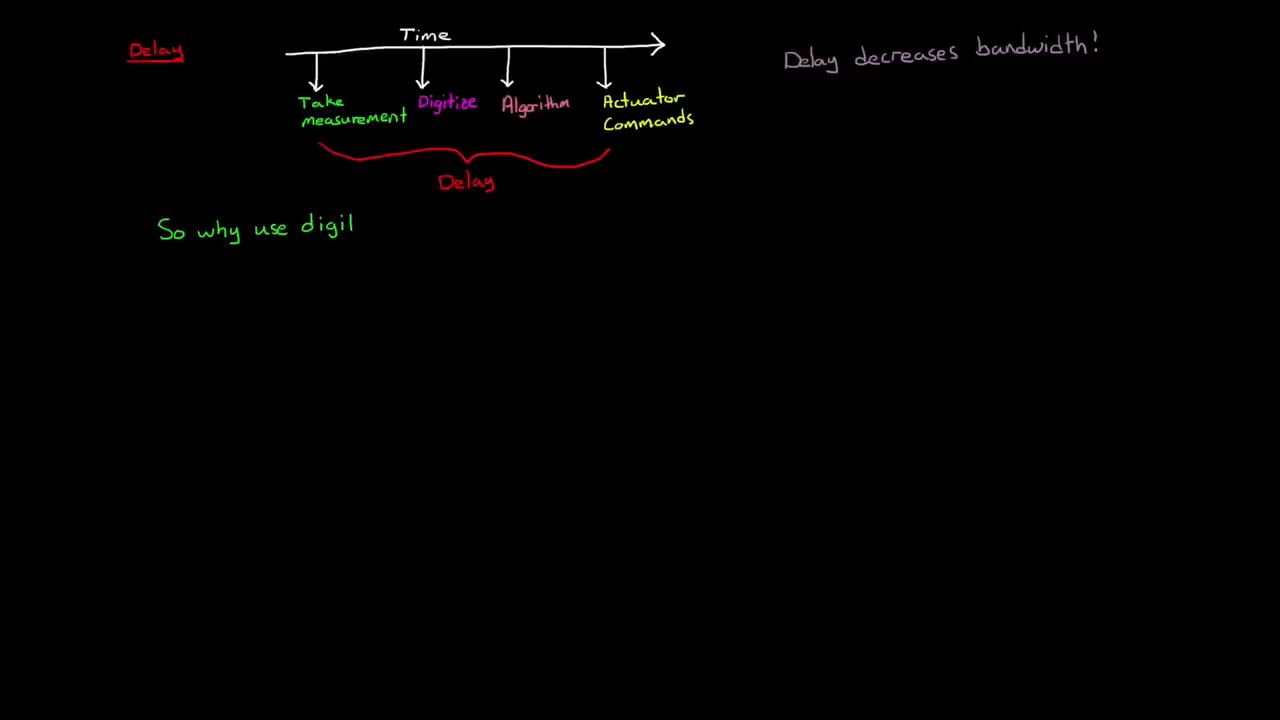 Delay
Time
Delay decreases bandwidth!
Take
measurement
Digitize
Algorithm
Actuator
Commands
Delay
So why use digil